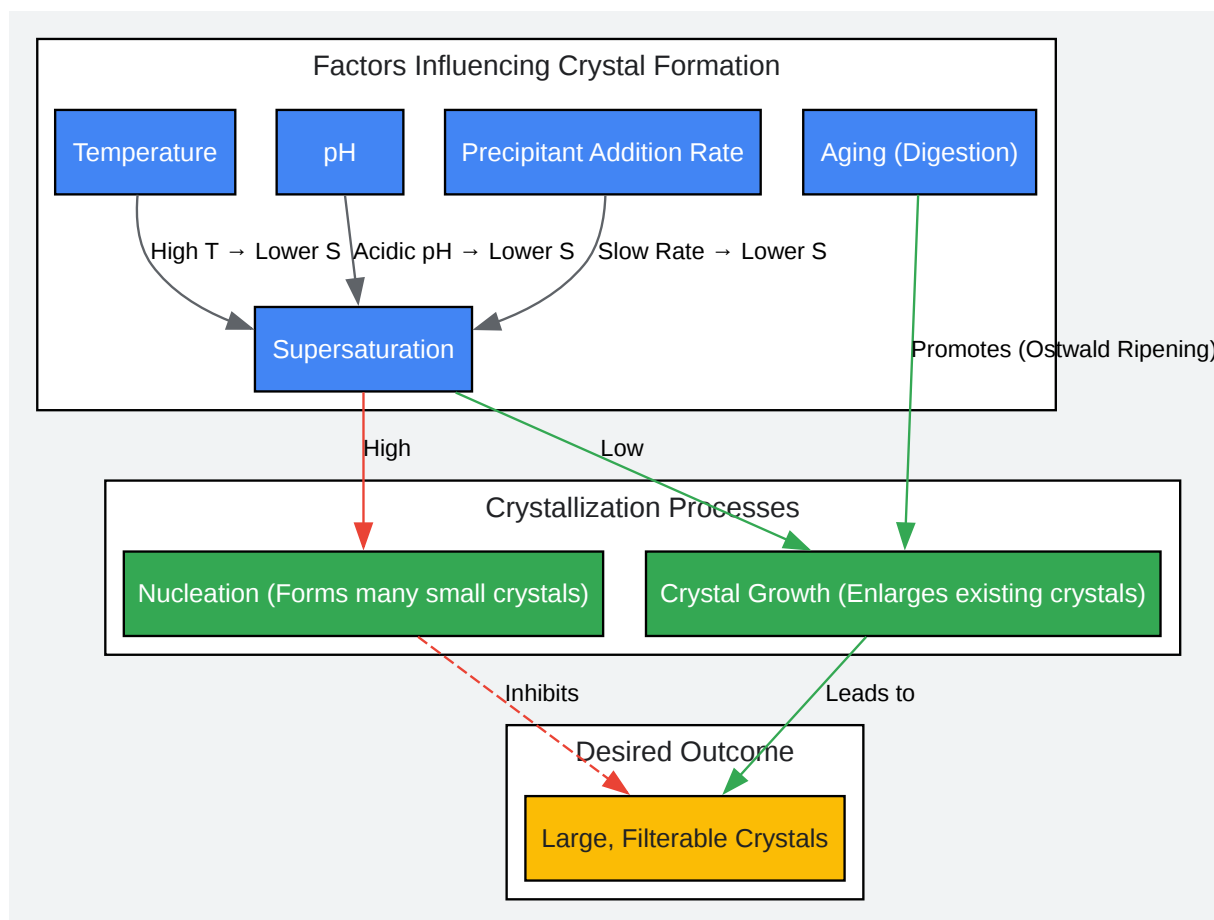 Factors Influencing Crystal Formation
Temperature
pH
Precipitant Addition Rate
Aging (Digestion)
High T → Lower S
Acidic pH → Lower S
Slow Rate → Lower S
Supersaturation
Promotes (Ostwald Ripening)
High
Low
Crystallization Processes
Nucleation (Forms many small crystals)
Crystal Growth (Enlarges existing crystals)
Inhibits
Leads to
Desired Outcome
Large, Filterable Crystals